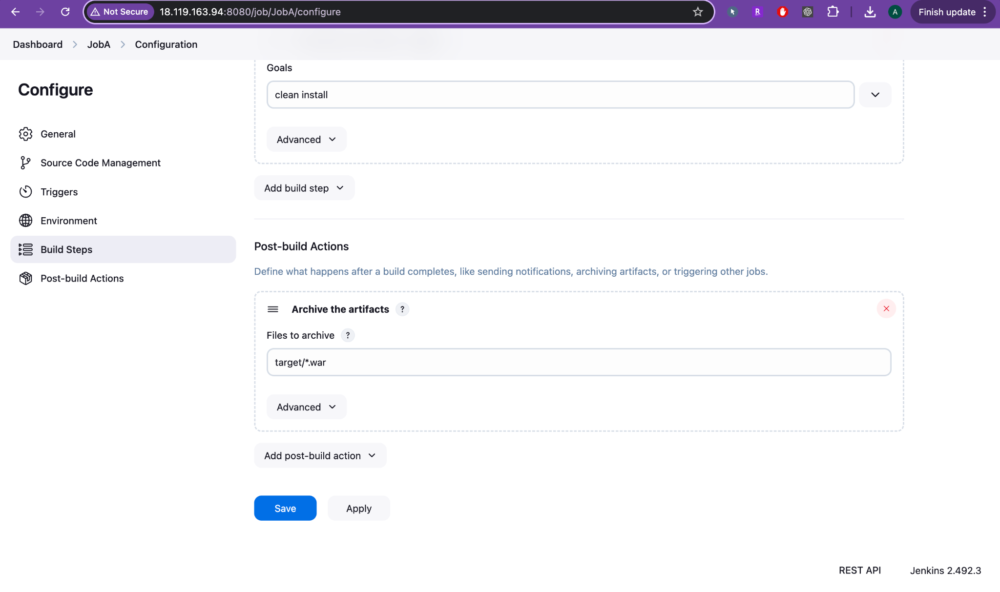 Not Secure 18.119.163.94:8080/job/JobA/configure
R
A
Finish update
Dashboard
JobA
Configuration
Configure
General
Source Code Management
Triggers
Environment
Build Steps
Post-build Actions
Goals
clean install
Advanced
Add build step
Post-build Actions
Define what happens after a build completes, like sending notifications, archiving artifacts, or triggering other jobs.
Archive the artifacts ?
Files to archive ?
target/*.war
Advanced
Add post-build action
Save
Apply
REST API
Jenkins 2.492.3